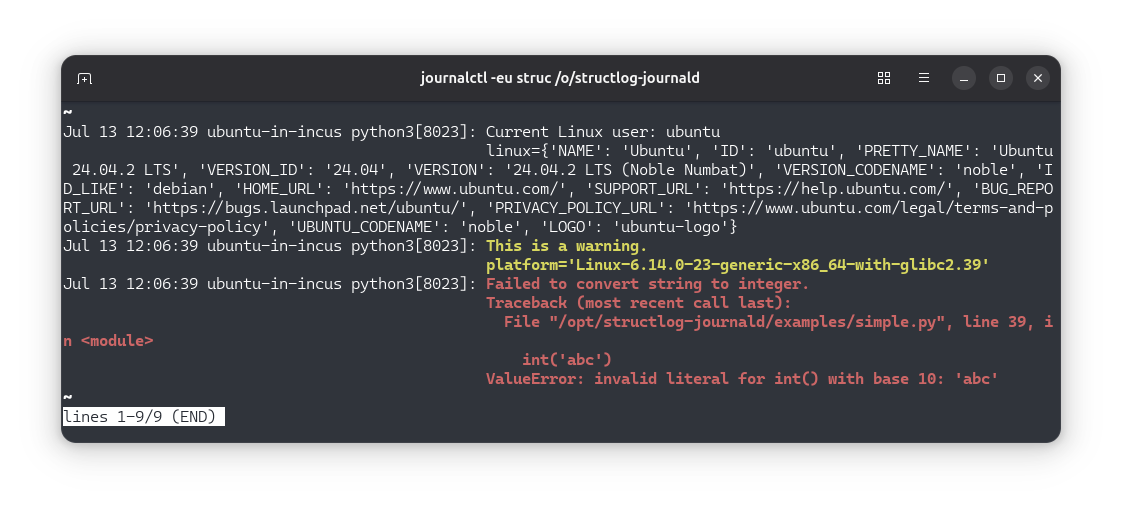 journalctl -eu struc /o/structlog-journald
~
Jul 13 12:06:39 ubuntu-in-incus python3[8023]: Current Linux user: ubuntu
linux={'NAME': 'Ubuntu', 'ID': 'ubuntu', 'PRETTY_NAME': 'Ubuntu
 24.04.2 LTS', 'VERSION_ID': '24.04', 'VERSION': '24.04.2 LTS (Noble Numbat)', 'VERSION_CODENAME': 'noble', 'I
D_LIKE': 'debian', 'HOME_URL': 'https://www.ubuntu.com/', 'SUPPORT_URL': 'https://help.ubuntu.com/', 'BUG_REPO
RT_URL': 'https://bugs.launchpad.net/ubuntu/', 'PRIVACY_POLICY_URL': 'https://www.ubuntu.com/legal/terms-and-p
olicies/privacy-policy', 'UBUNTU_CODENAME': 'noble', 'LOGO': 'ubuntu-logo'}
Jul 13 12:06:39 ubuntu-in-incus python3[8023]: This is a warning.
platform='Linux-6.14.0-23-generic-x86_64-with-glibc2.39'
Jul 13 12:06:39 ubuntu-in-incus python3[8023]: Failed to convert string to integer.
Traceback (most recent call last):
File "/opt/structlog-journald/examples/simple.py", line 39, i
n <module>
int('abc')
ValueError: invalid literal for int() with base 10: 'abc'
~
lines 1-9/9 (END)